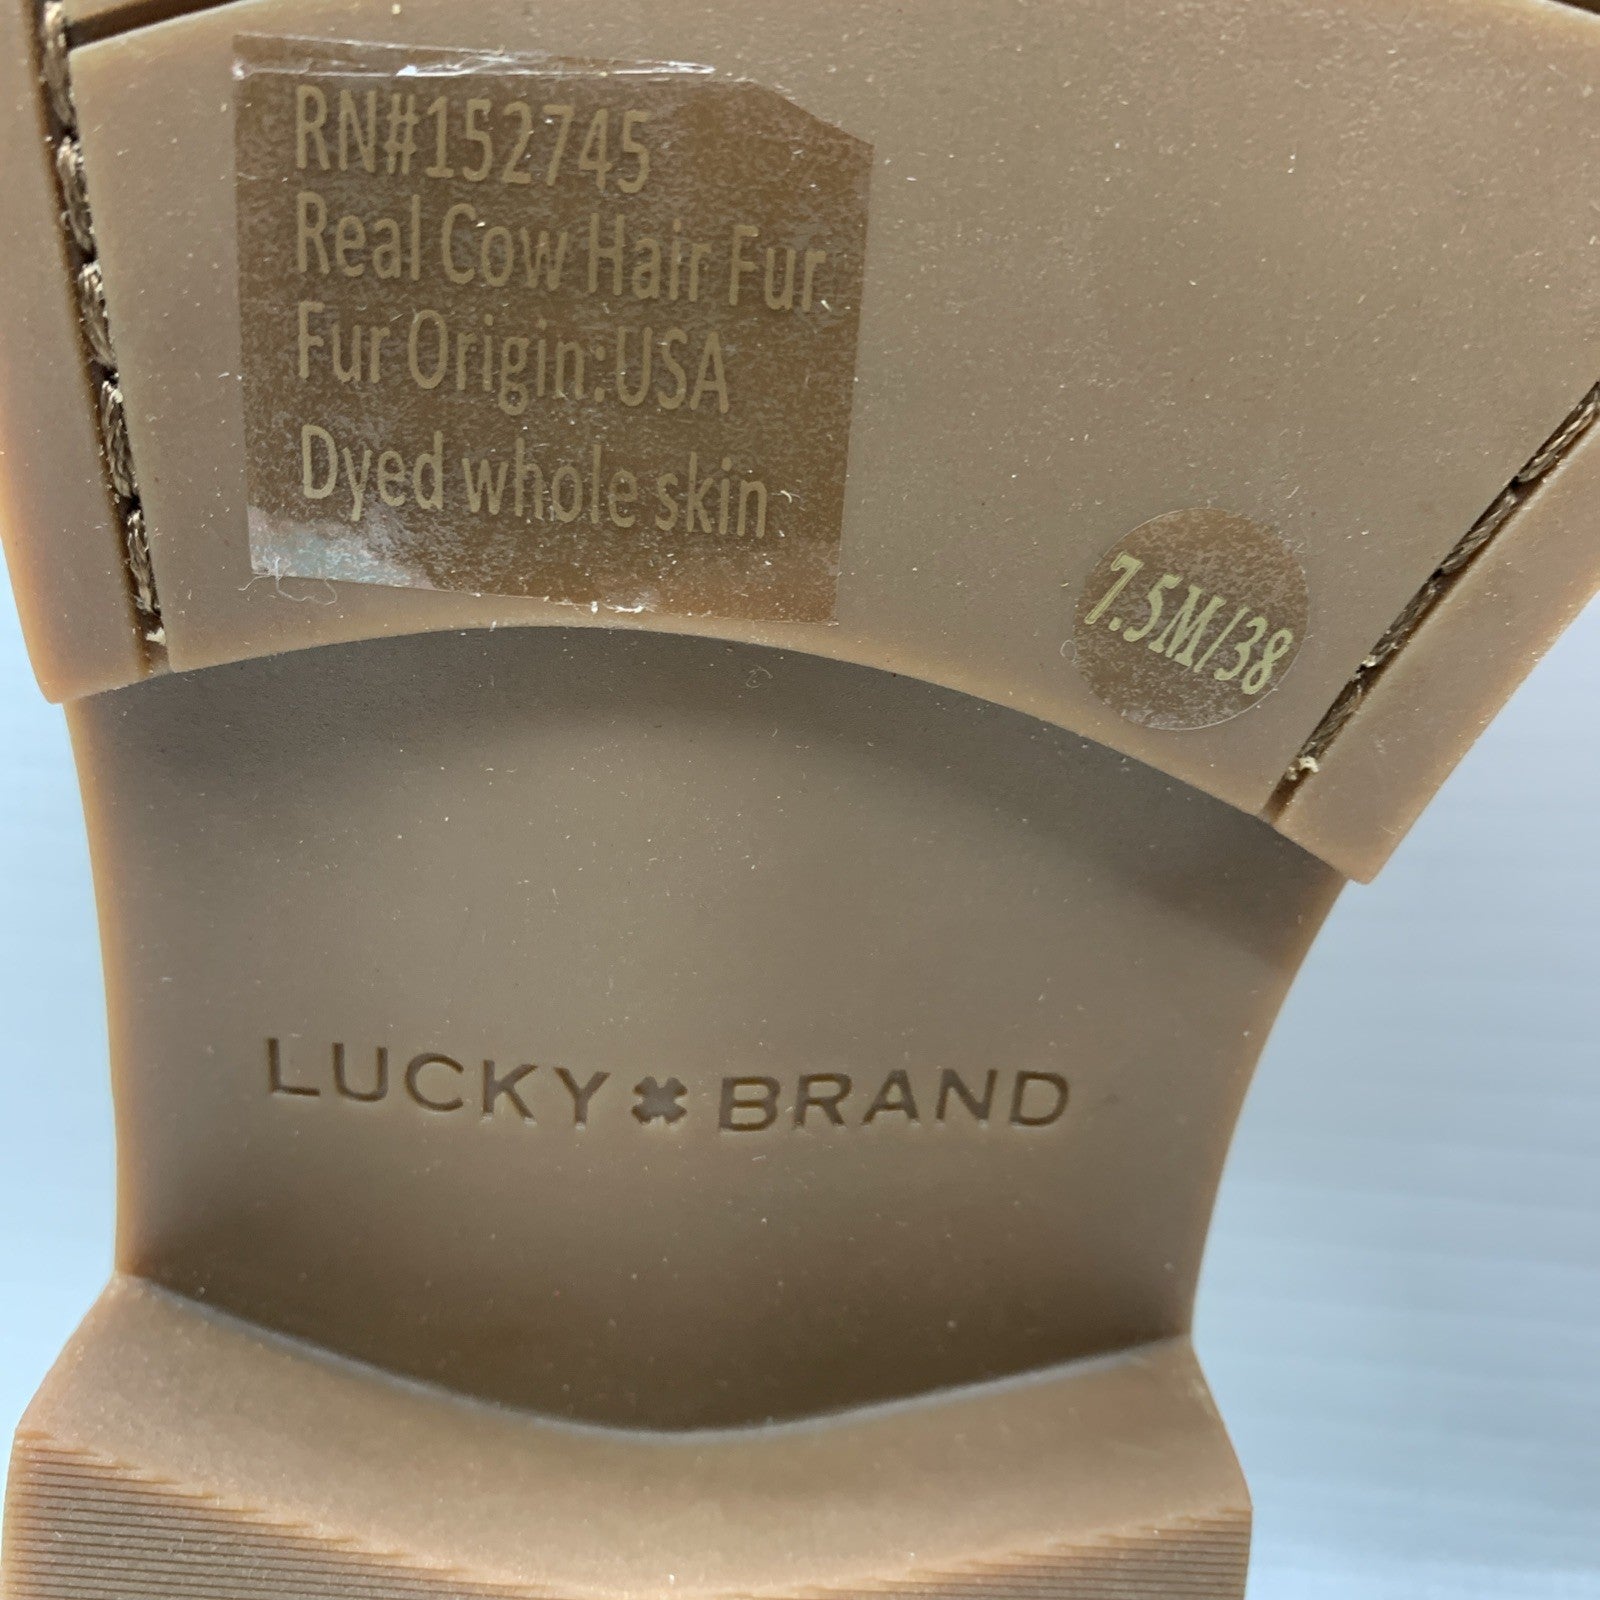 RN#152745
Real Cow Hair Fur
Fur Origin:USA
Dyed whole skin
7.5M/38
LUCKY BRAND